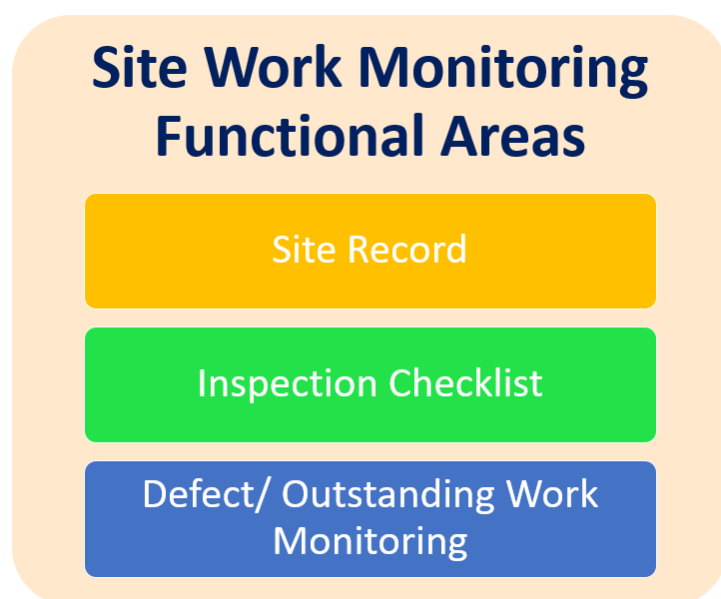 Site Work Monitoring
Functional Areas
Site Record
Inspection Checklist
Defect/ Outstanding Work
Monitoring